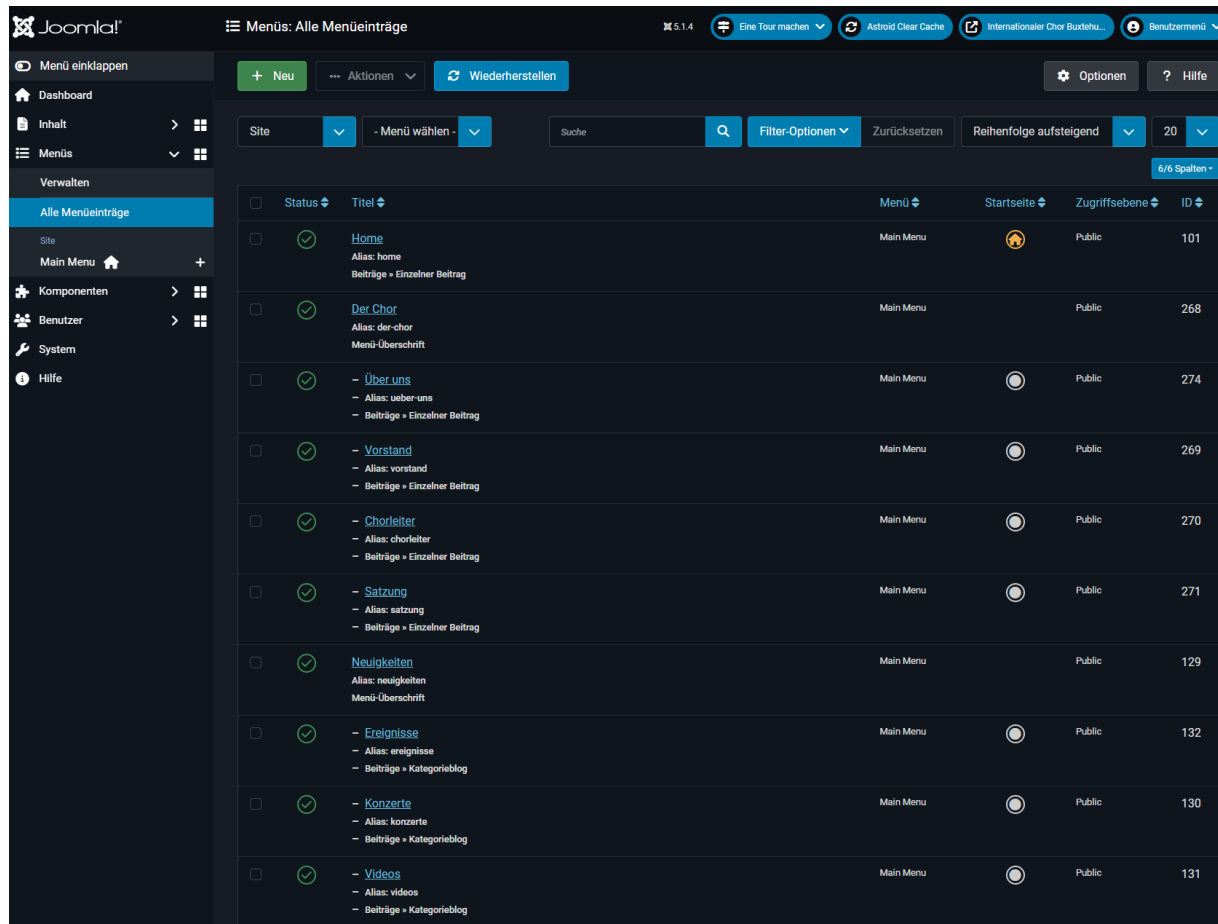 Joomla!
Menüs: Alle Menüeinträge
5.1.4
Eine Tour machen
Astroid Clear Cache
Internationaler Chor Buxtehu...
Benutzermenü
Menü einklappen
Dashboard
Inhalt
Menüs
Verwalten
Alle Menüeinträge
Site
Main Menu
Komponenten
Benutzer
System
Hilfe
+ Neu
••• Aktionen
Wiederherstellen
Optionen
? Hilfe
Site
- Menü wählen -
Suche
Filter-Optionen
Zurücksetzen
Reihenfolge aufsteigend
20
6/6 Spalten
Status Titel Menü Startseite Zugriffsebene ID
Home Main Menu Public 101
Alias: home
Beiträge » Einzelner Beitrag
Der Chor Main Menu Public 268
Alias: der-chor
Menü-Überschrift
– Über uns Main Menu Public 274
– Alias: ueber-uns
– Beiträge » Einzelner Beitrag
– Vorstand Main Menu Public 269
– Alias: vorstand
– Beiträge » Einzelner Beitrag
– Chorleiter Main Menu Public 270
– Alias: chorleiter
– Beiträge » Einzelner Beitrag
– Satzung Main Menu Public 271
– Alias: satzung
– Beiträge » Einzelner Beitrag
Neuigkeiten Main Menu Public 129
Alias: neuigkeiten
Menü-Überschrift
– Ereignisse Main Menu Public 132
– Alias: ereignisse
– Beiträge » Kategorieblog
– Konzerte Main Menu Public 130
– Alias: konzerte
– Beiträge » Kategorieblog
– Videos Main Menu Public 131
– Alias: videos
– Beiträge » Kategorieblog